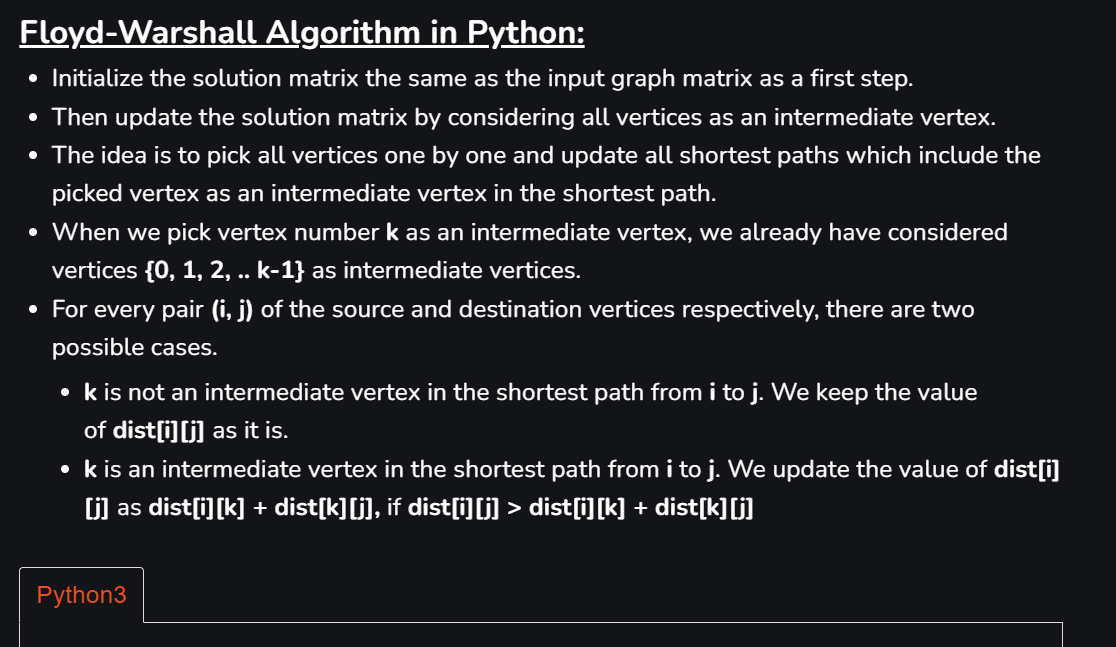 Floyd-Warshall Algorithm in Python:
• Initialize the solution matrix the same as the input graph matrix as a first step.
• Then update the solution matrix by considering all vertices as an intermediate vertex.
• The idea is to pick all vertices one by one and update all shortest paths which include the
picked vertex as an intermediate vertex in the shortest path.
• When we pick vertex number k as an intermediate vertex, we already have considered
vertices {0, 1, 2, .. k-1} as intermediate vertices.
• For every pair (i, j) of the source and destination vertices respectively, there are two
possible cases.
• k is not an intermediate vertex in the shortest path from i to j. We keep the value
of dist[i][j] as it is.
• k is an intermediate vertex in the shortest path from i to j. We update the value of dist[i]
[j] as dist[i][k] + dist[k][j], if dist[i][j] > dist[i][k] + dist[k][j]
Python3